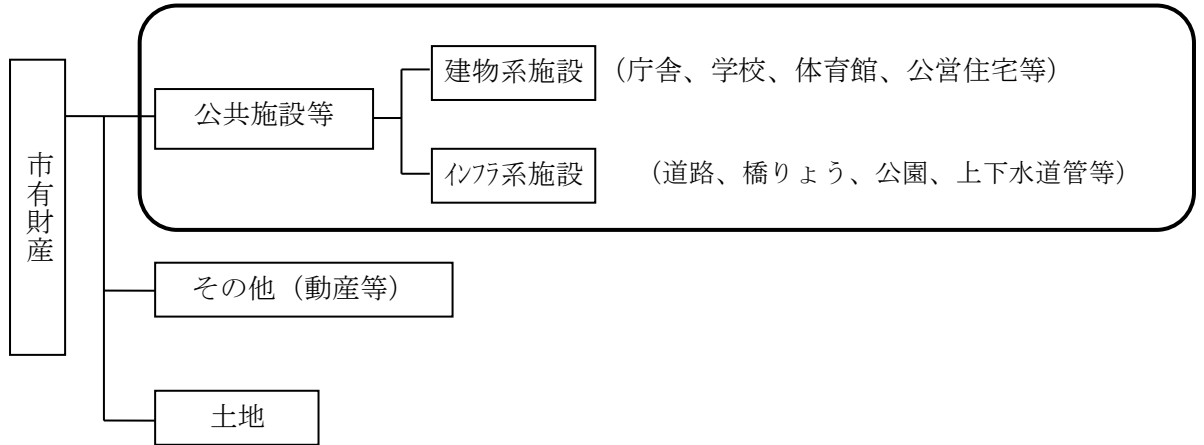 市有財産
公共施設等
建物系施設 (庁舎、学校、体育館、公営住宅等)
ｲﾝﾌﾗ系施設 (道路、橋りょう、公園、上下水道管等)
その他 (動産等)
土地